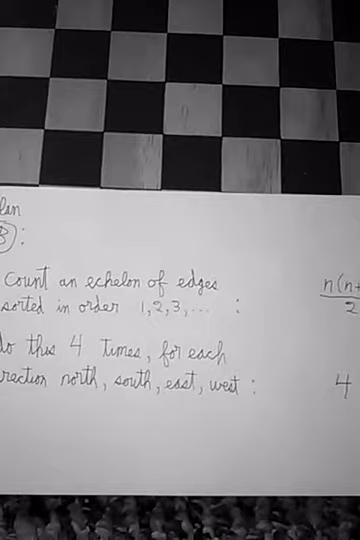 lan
B :
Count an echelon of edges
sorted in order 1, 2, 3, ... :
n(n+
2
do this 4 times, for each
rection north, south, east, west :
4